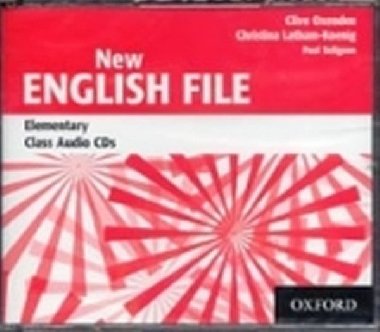 Clive Oxenden
Christina Latham-Koenig
Paul Seligson
New
ENGLISH FILE
Elementary
Class Audio CDs
OXFORD